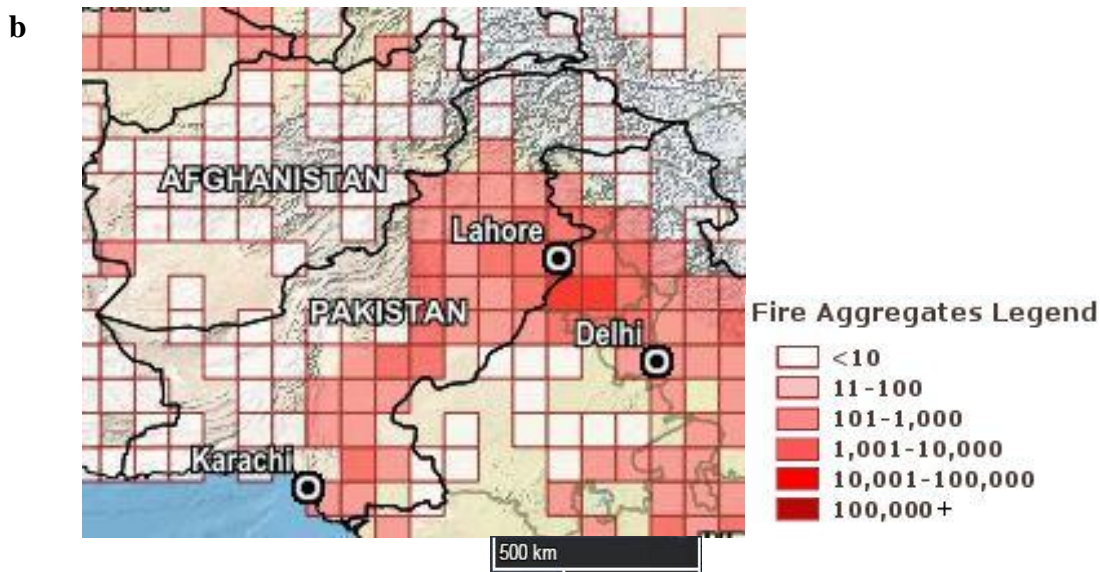 b
AFGHANISTAN
Lahore
PAKISTAN
Delhi
Karachi
Fire Aggregates Legend
<10
11-100
101-1,000
1,001-10,000
10,001-100,000
100,000+
500 km